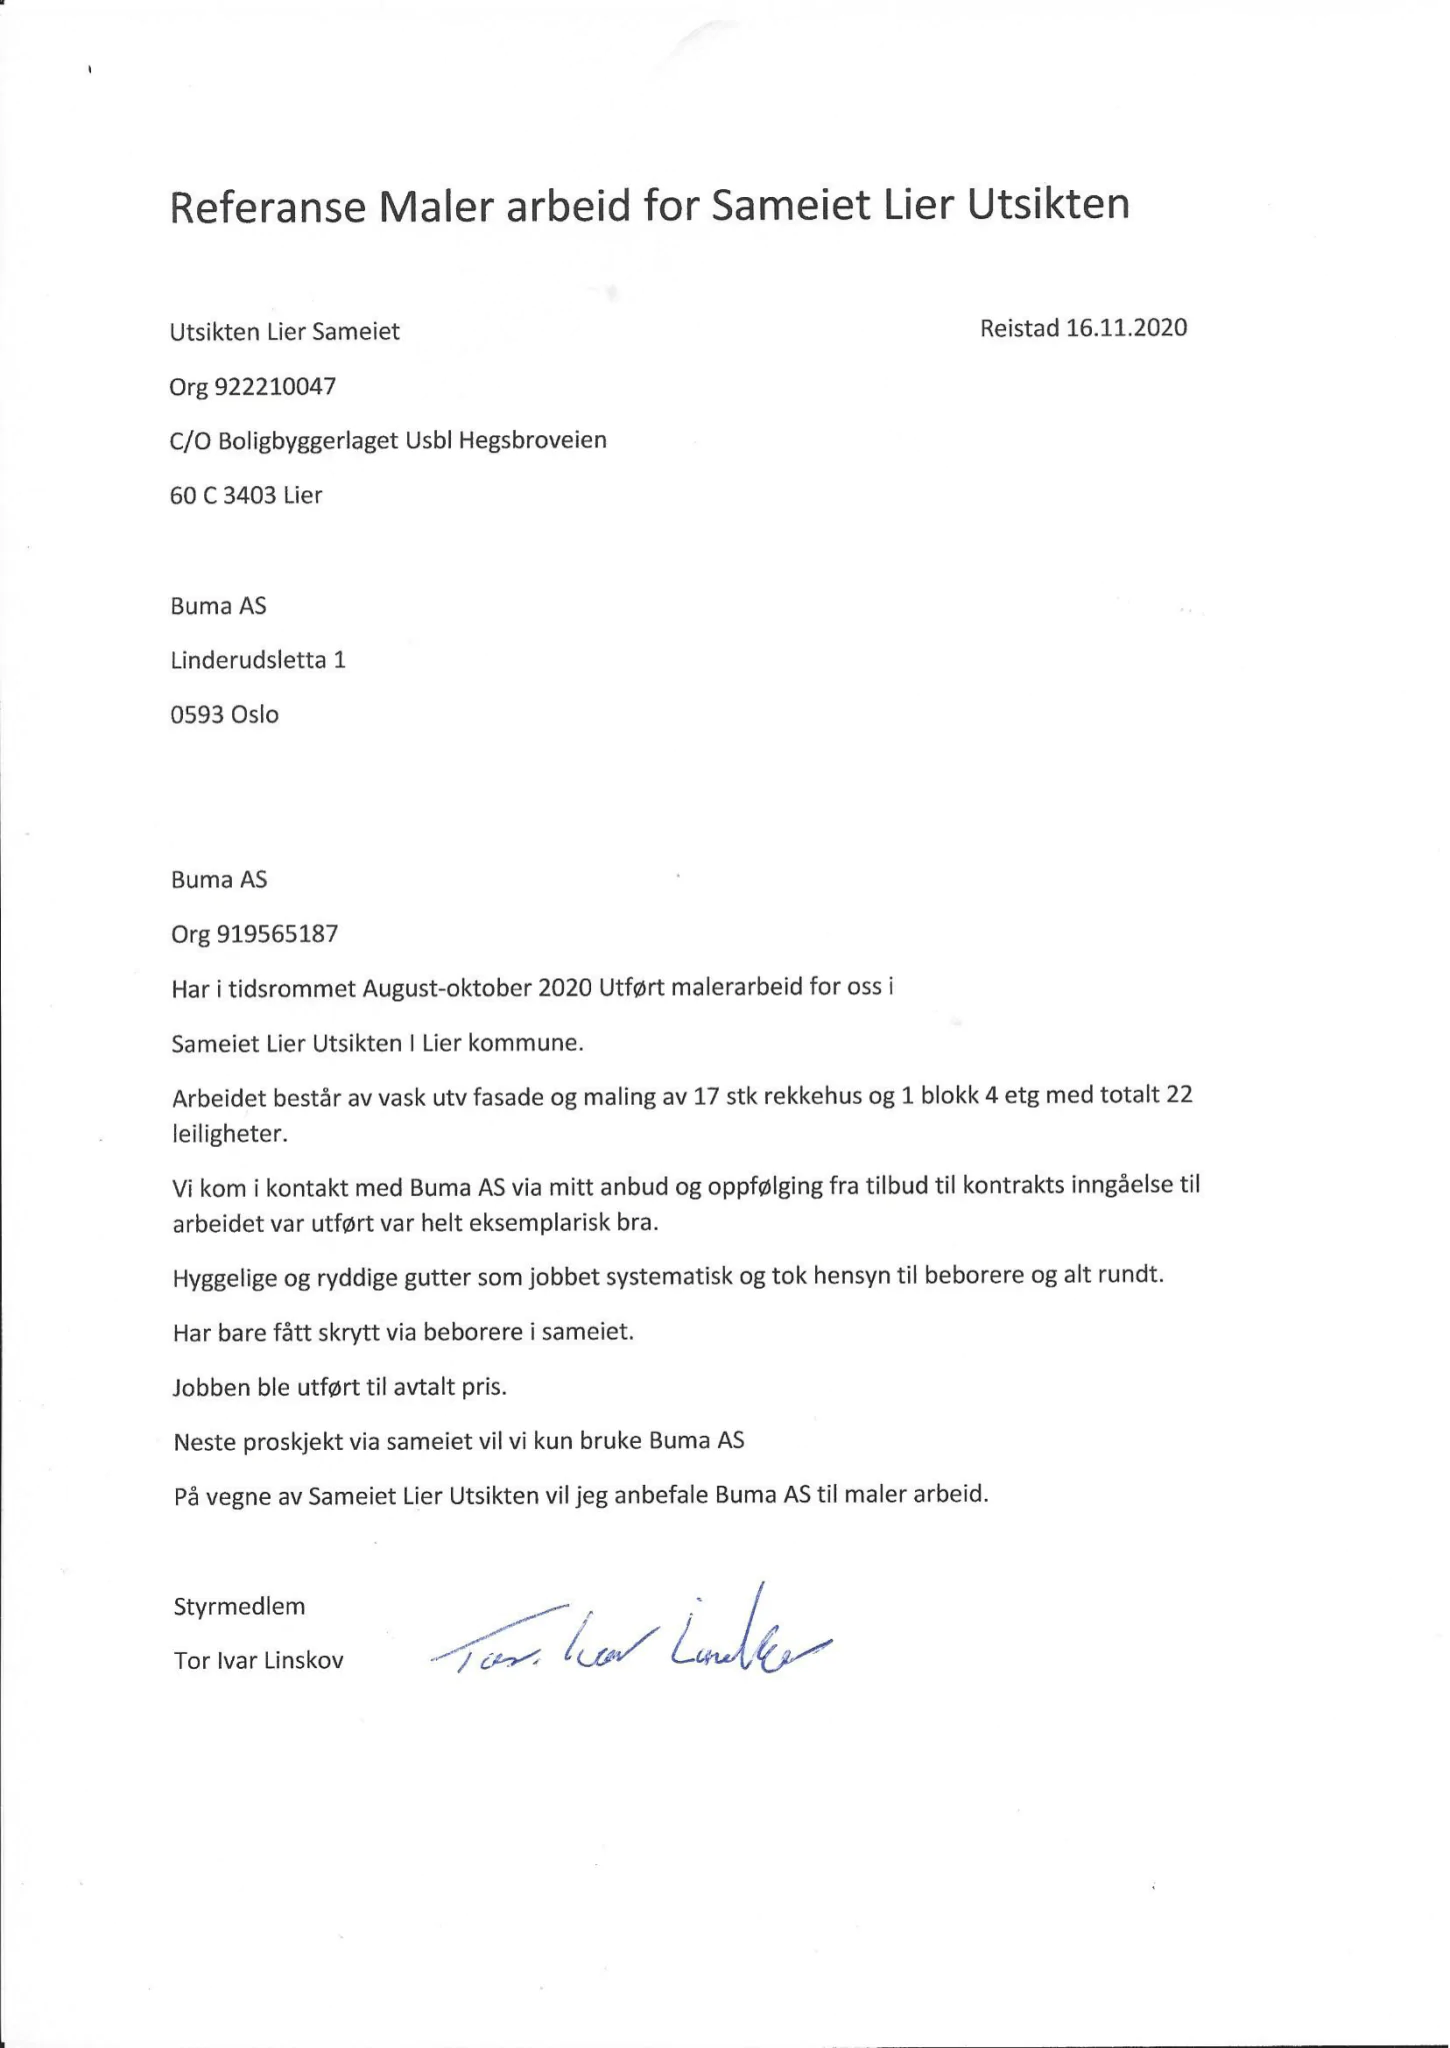 Referanse Maler arbeid for Sameiet Lier Utsikten
Utsikten Lier Sameiet
Reistad 16.11.2020
Org 922210047
C/O Boligbyggerlaget Usbl Hegsbroveien
60 C 3403 Lier
Buma AS
Linderudsletta 1
0593 Oslo
Buma AS
Org 919565187
Har i tidsrommet August-oktober 2020 Utført malerarbeid for oss i
Sameiet Lier Utsikten I Lier kommune.
Arbeidet består av vask utv fasade og maling av 17 stk rekkehus og 1 blokk 4 etg med totalt 22
leiligheter.
Vi kom i kontakt med Buma AS via mitt anbud og oppfølging fra tilbud til kontrakts inngåelse til
arbeidet var utført var helt eksemplarisk bra.
Hyggelige og ryddige gutter som jobbet systematisk og tok hensyn til beborere og alt rundt.
Har bare fått skrytt via beborere i sameiet.
Jobben ble utført til avtalt pris.
Neste proskjekt via sameiet vil vi kun bruke Buma AS
På vegne av Sameiet Lier Utsikten vil jeg anbefale Buma AS til maler arbeid.
Styrmedlem
Tor Ivar Linskov
Tor Ivar